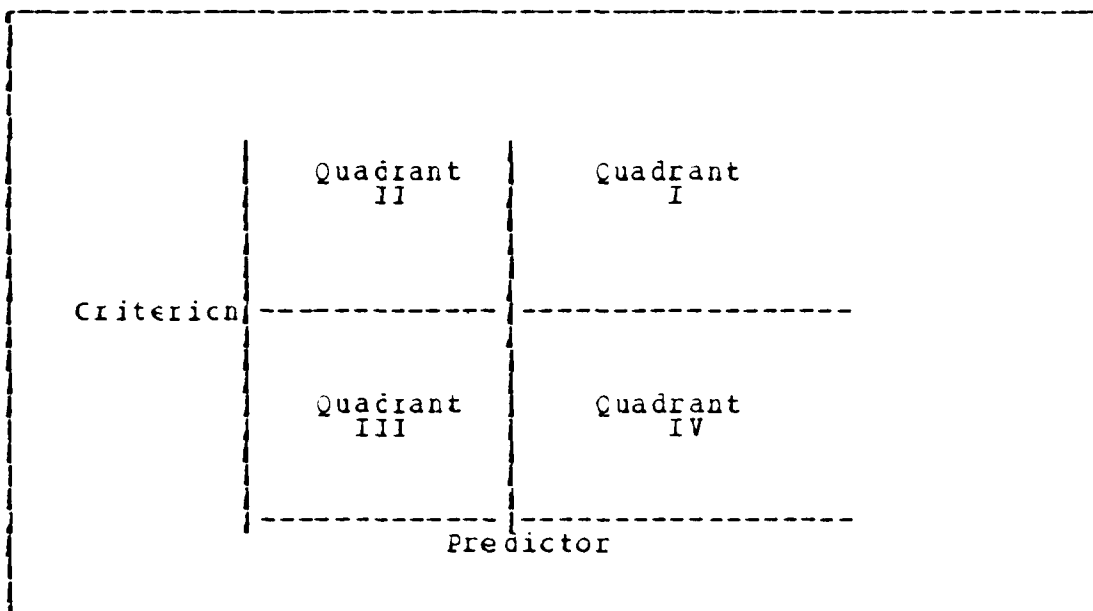 Quadrant Quadrant
II I
Criterion
Quadrant Quadrant
III IV
Predictor